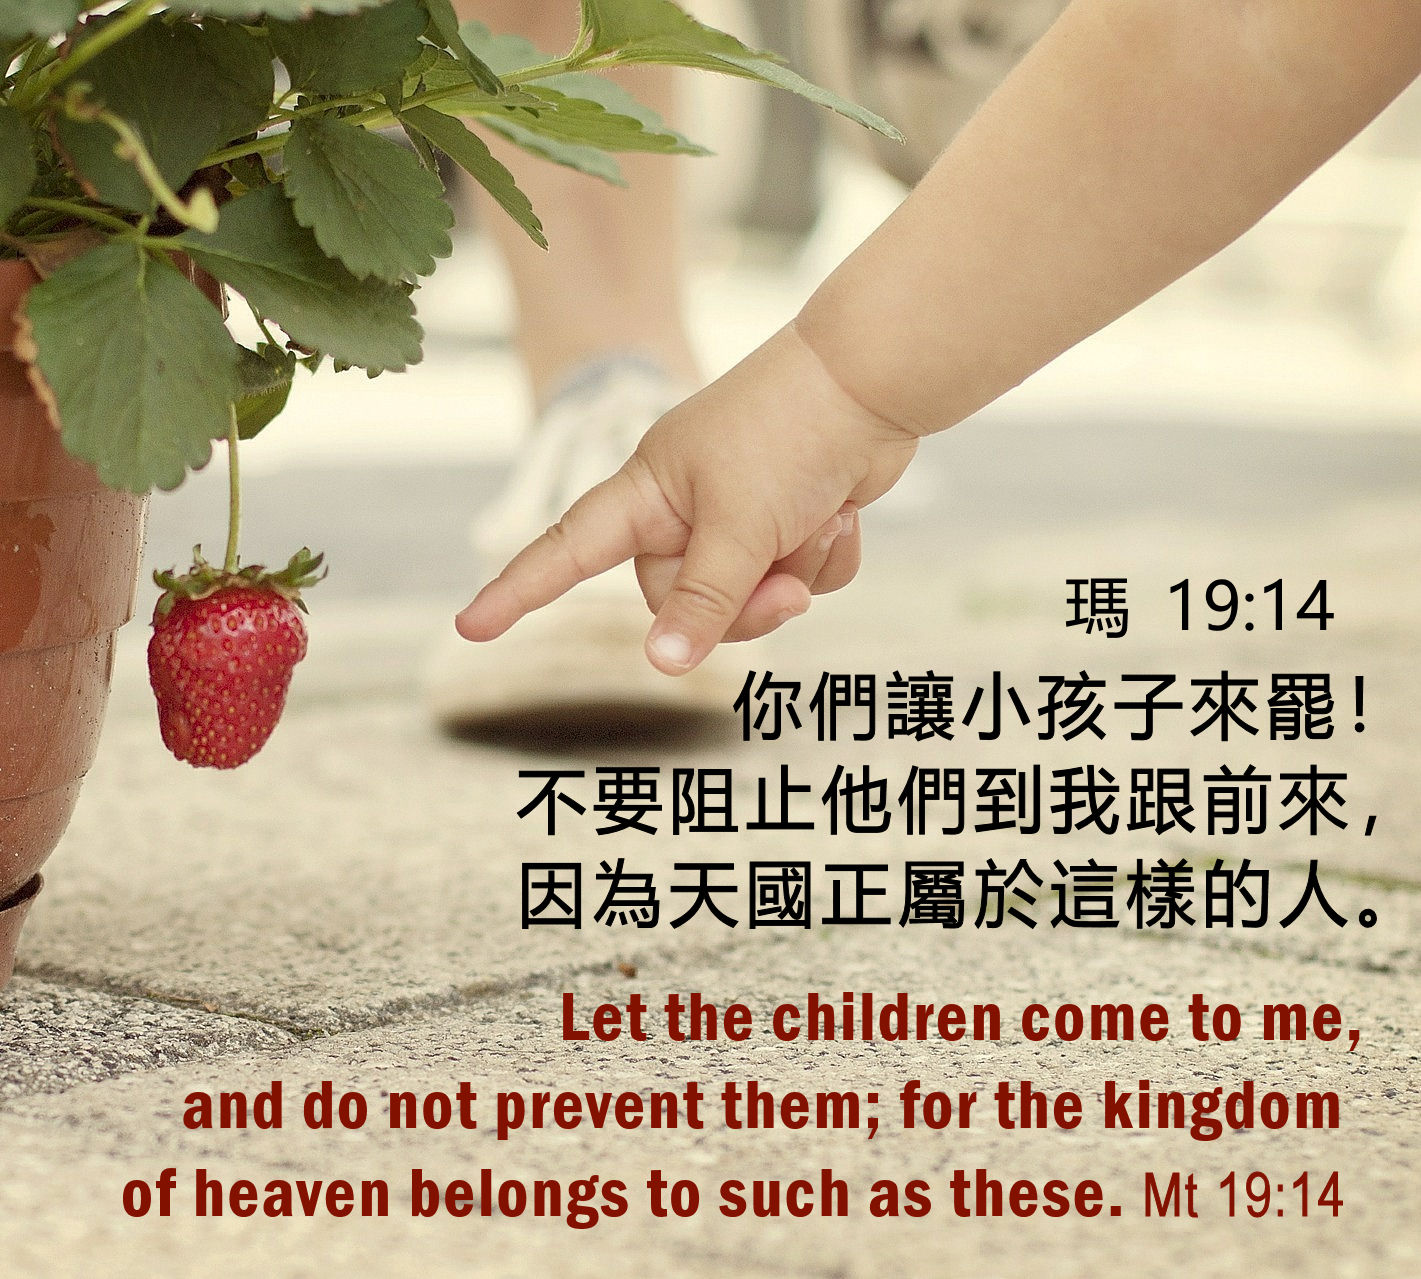 瑪 19:14
你們讓小孩子來罷！
不要阻止他們到我跟前來，
因為天國正屬於這樣的人。
Let the children come to me,
and do not prevent them; for the kingdom
of heaven belongs to such as these. Mt 19:14